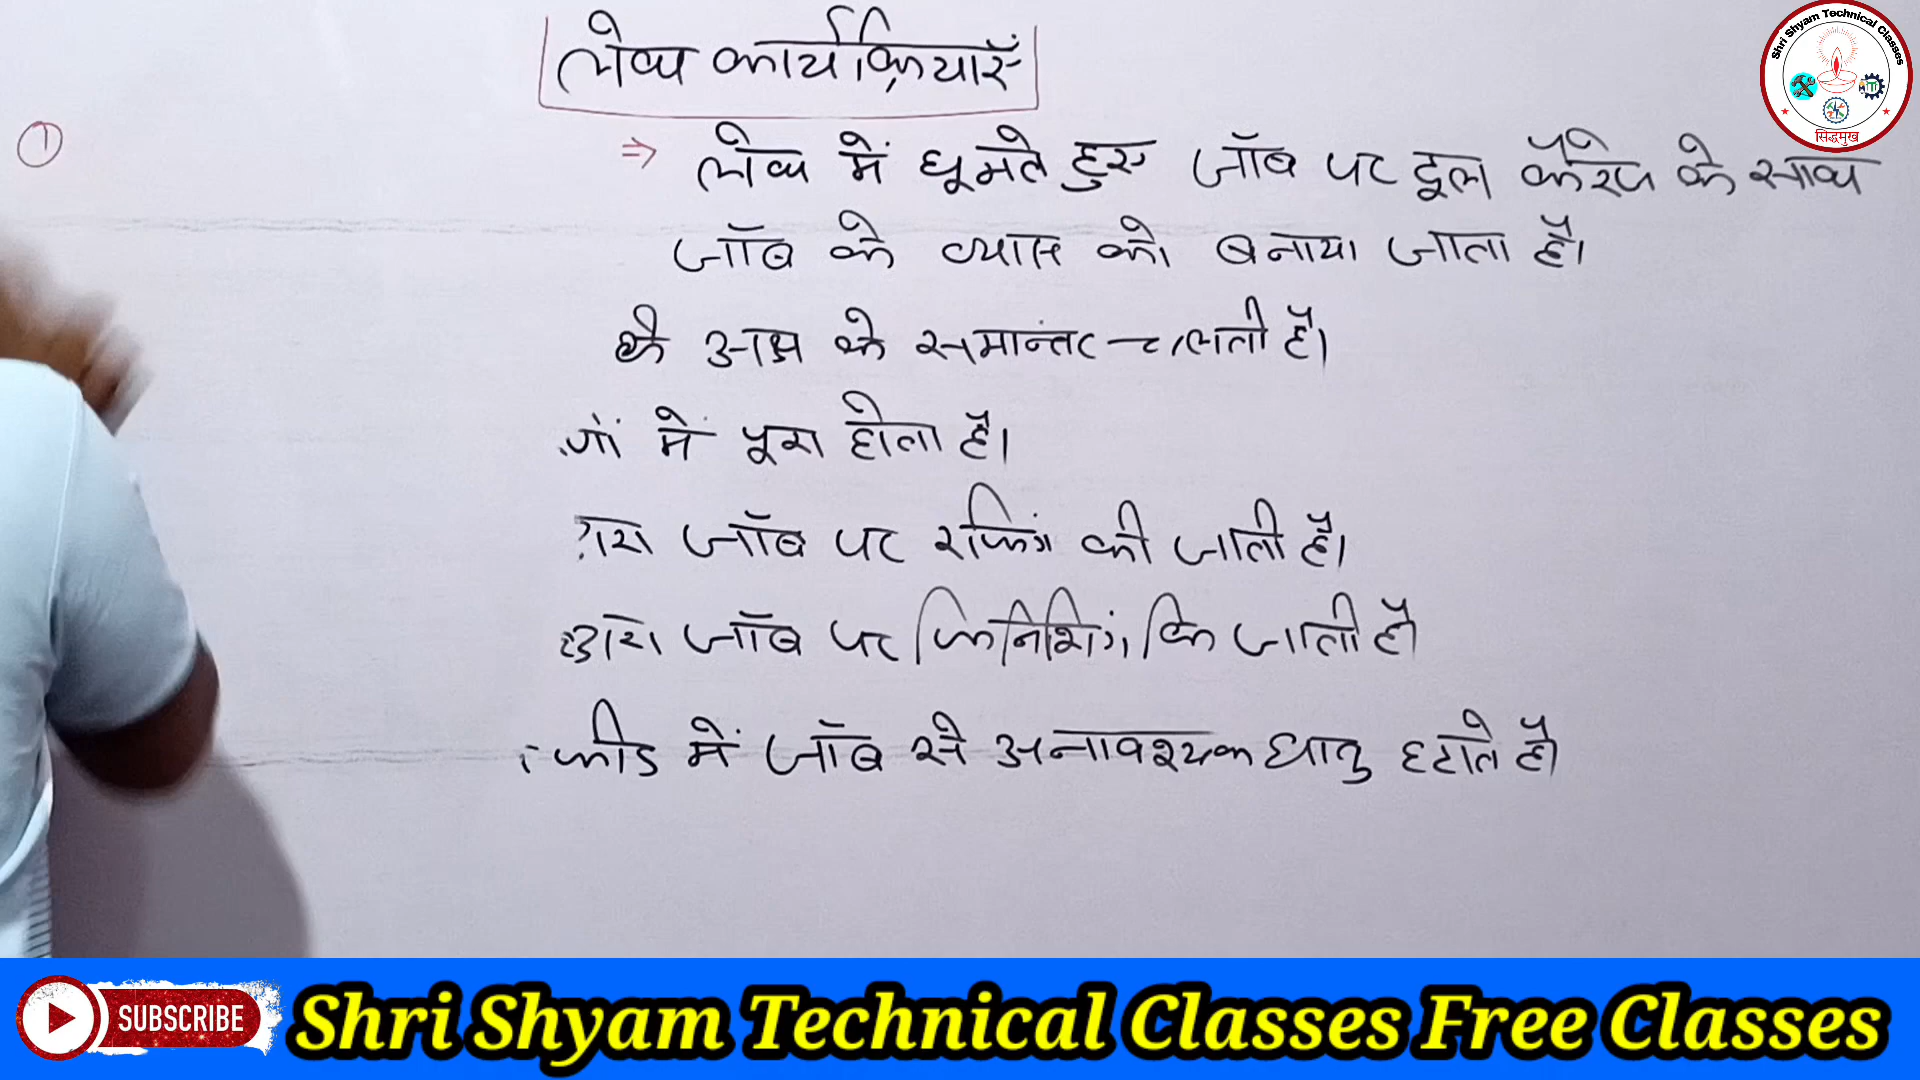 लेथ कार्यक्रियाएँ
①
⇒ लेथ में घूमते हुए जॉब पर टूल कैरेज के साथ
जॉब के व्यास को बनाया जाता है।
के अक्ष के समान्तर चलती है।
में पूरा होता है।
जॉब पर रफिंग की जाती है।
द्वारा जॉब पर फिनिशिंग कि जाती है
फीड में जॉब से अनावश्यक धातु हटाते है
Shri Shyam Technical Classes
सिद्धमुख
SUBSCRIBE
Shri Shyam Technical Classes Free Classes